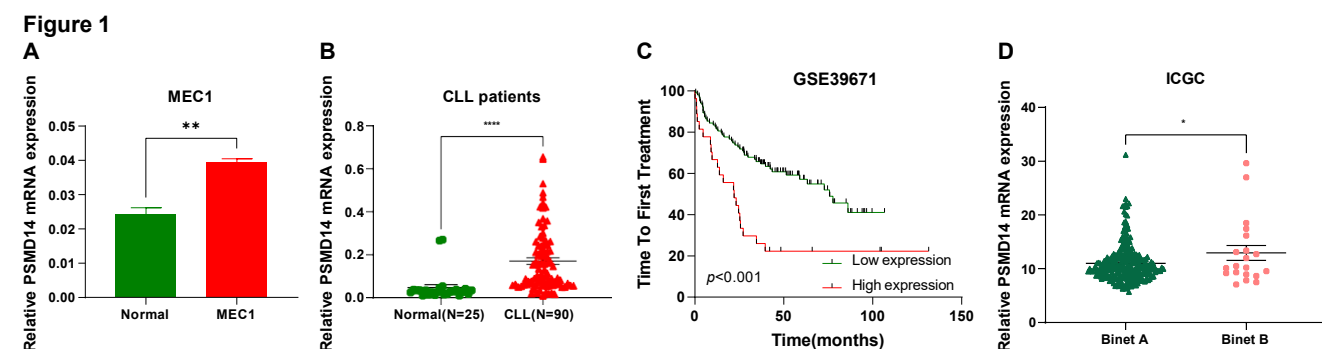 Figure 1
A
MEC1
Relative PSMD14 mRNA expression
0.05
0.04
0.03
0.02
0.01
0.00
**
Normal
MEC1
B
CLL patients
Relative PSMD14 mRNA expression
0.8
0.6
0.4
0.2
0.0
****
Normal(N=25)
CLL(N=90)
C
GSE39671
Time To First Treatment
100
80
60
40
20
0
p<0.001
Low expression
High expression
0
50
100
150
Time(months)
D
ICGC
Relative PSMD14 mRNA expression
40
30
20
10
0
*
Binet A
Binet B